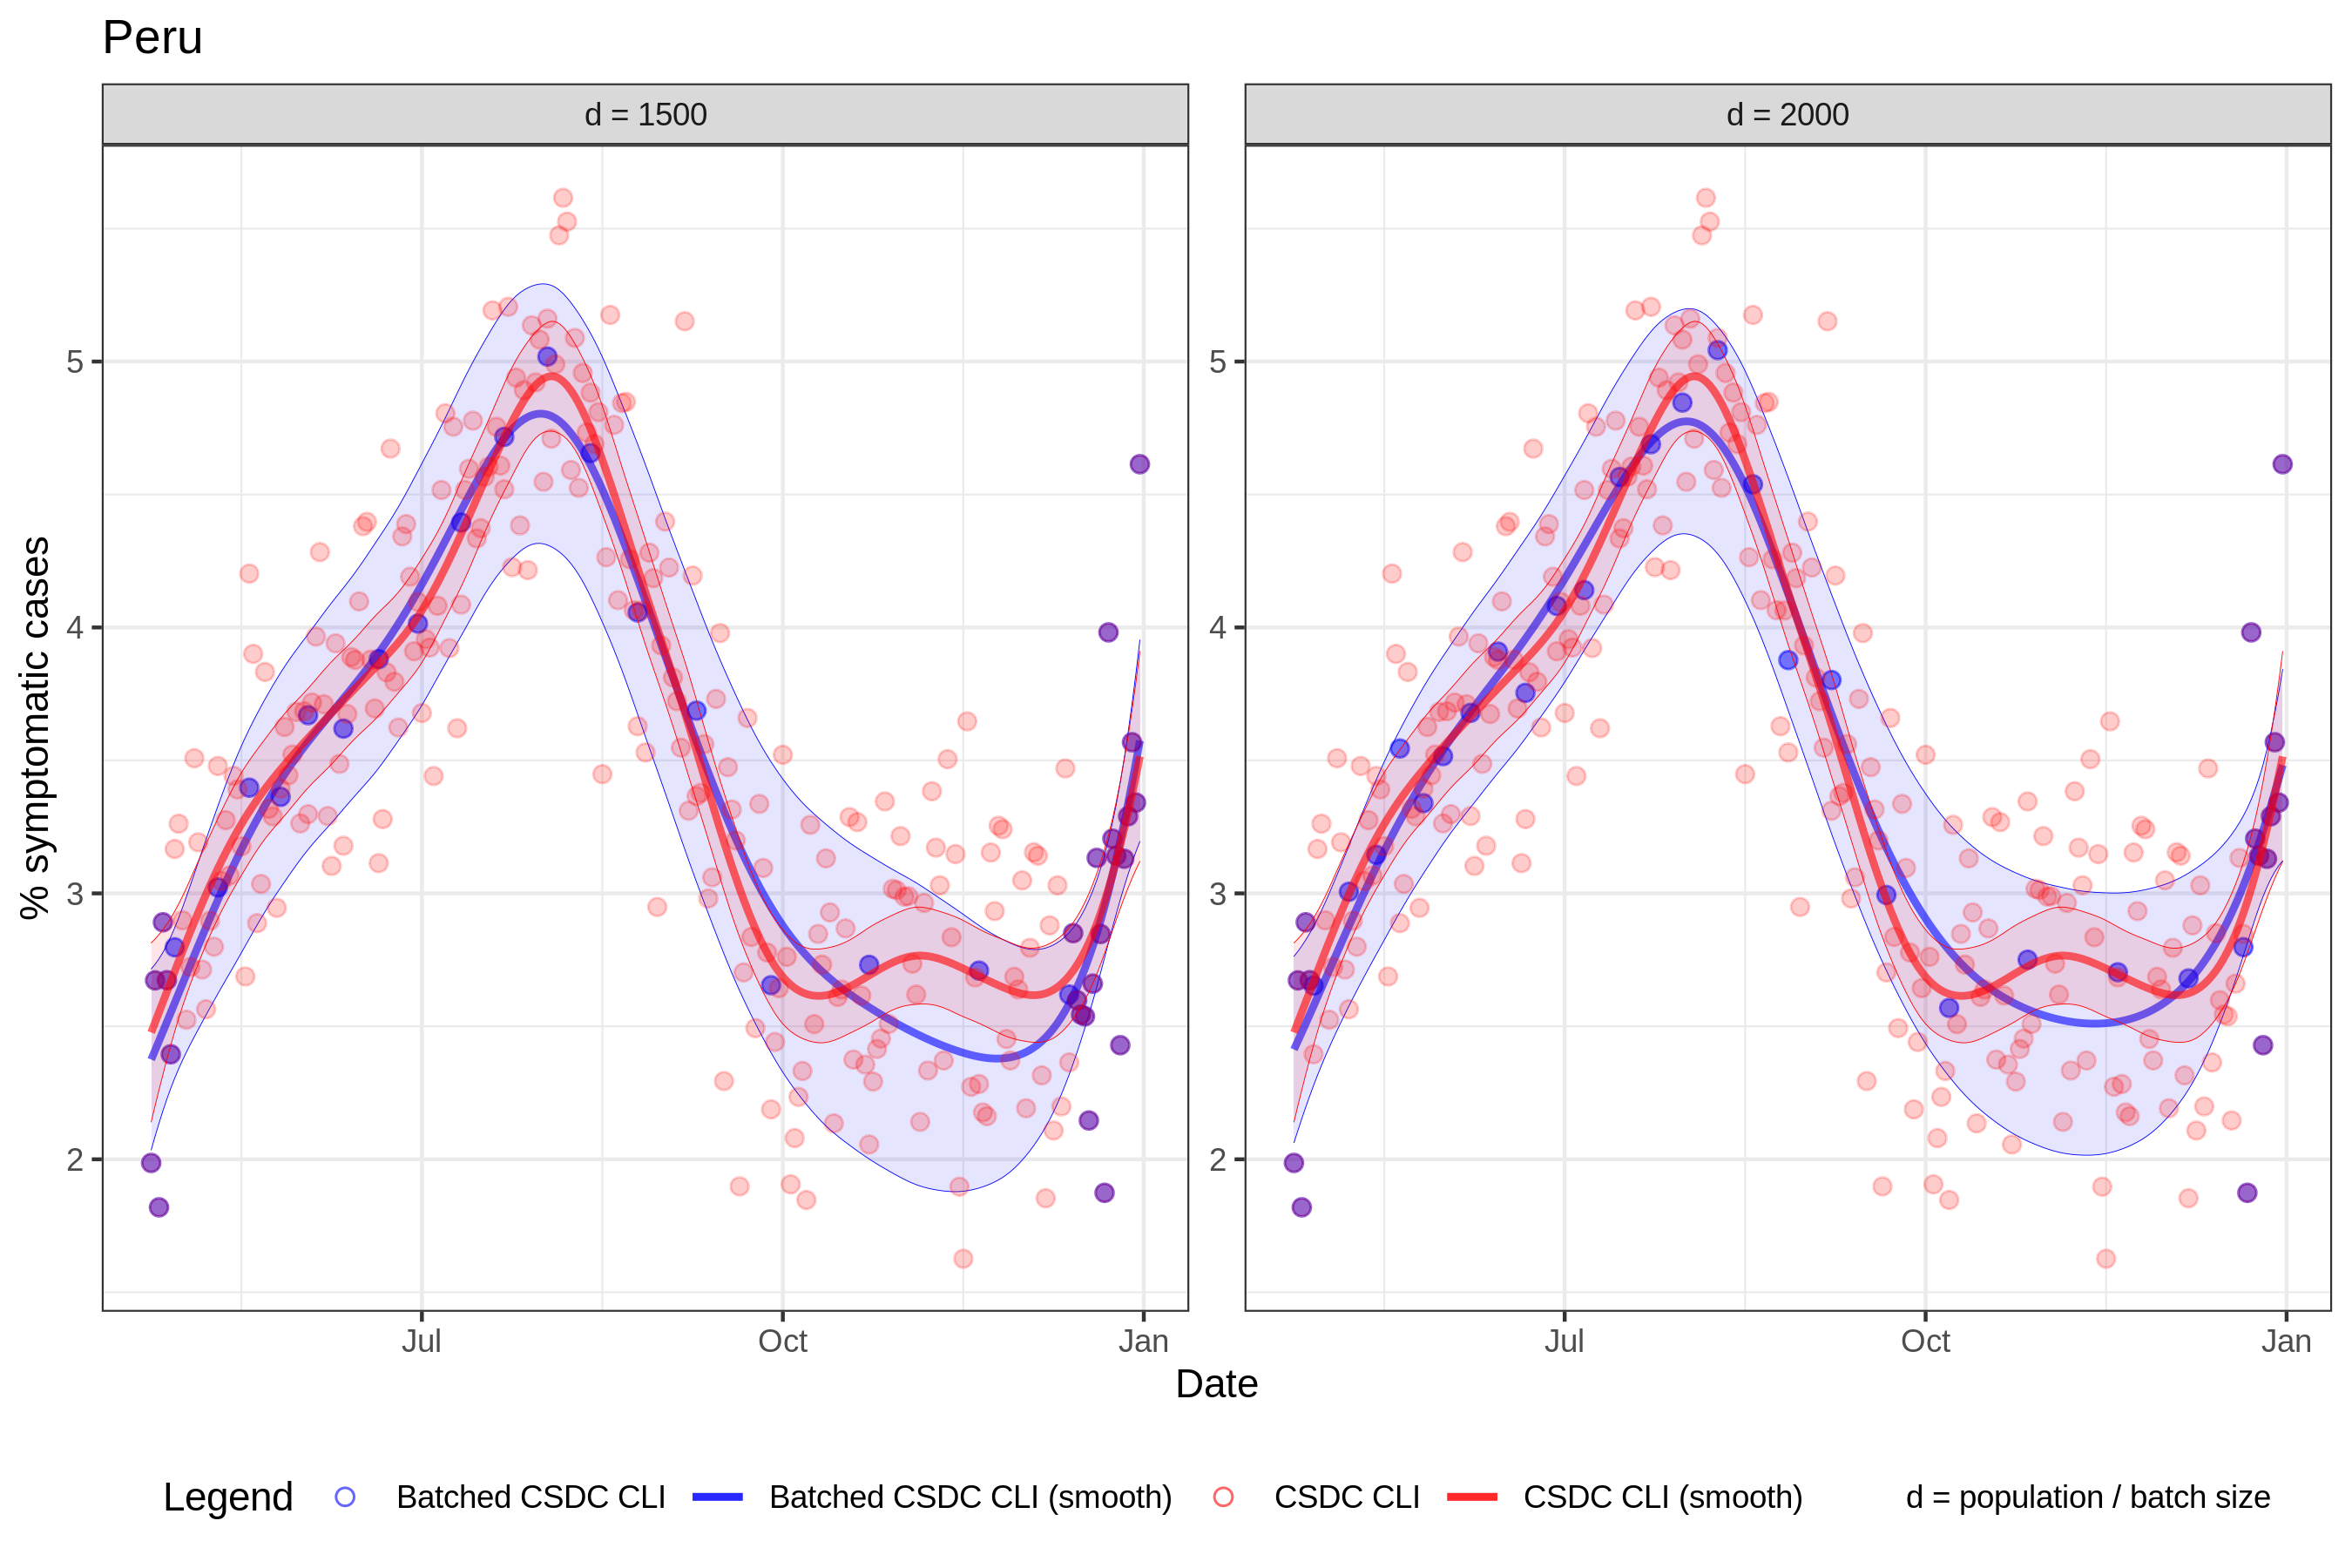 Peru
d = 1500
d = 2000
% symptomatic cases
5
4
3
2
5
4
3
2
Jul
Oct
Jan
Jul
Oct
Jan
Date
Legend
Batched CSDC CLI
Batched CSDC CLI (smooth)
CSDC CLI
CSDC CLI (smooth)
d = population / batch size